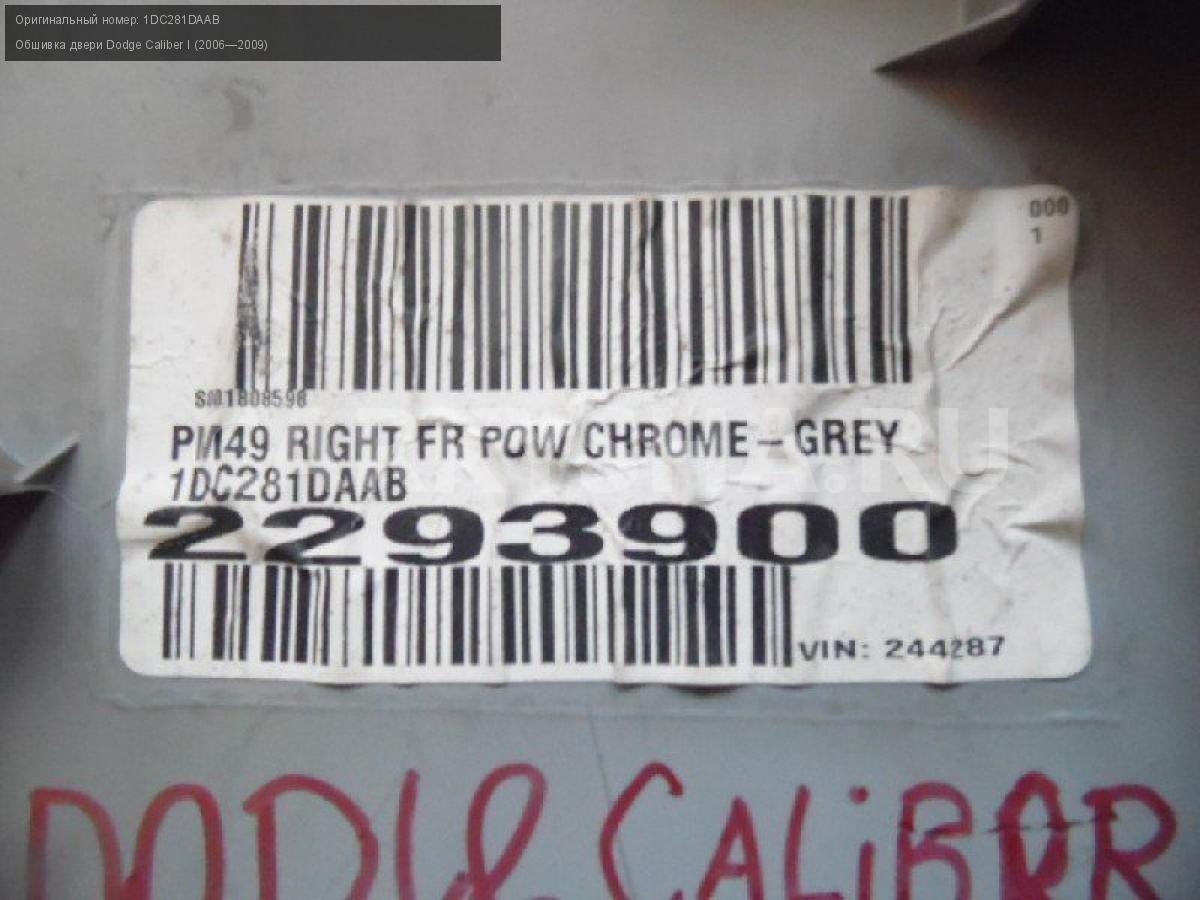 Оригинальный номер: 1DC281DAAB
Обшивка двери Dodge Caliber I (2006—2009)
000
1
SM1808598
PM49 RIGHT FR POW CHROME-GREY
1DC281DAAB
2293900
VIN: 244287
DODGE CALiBER